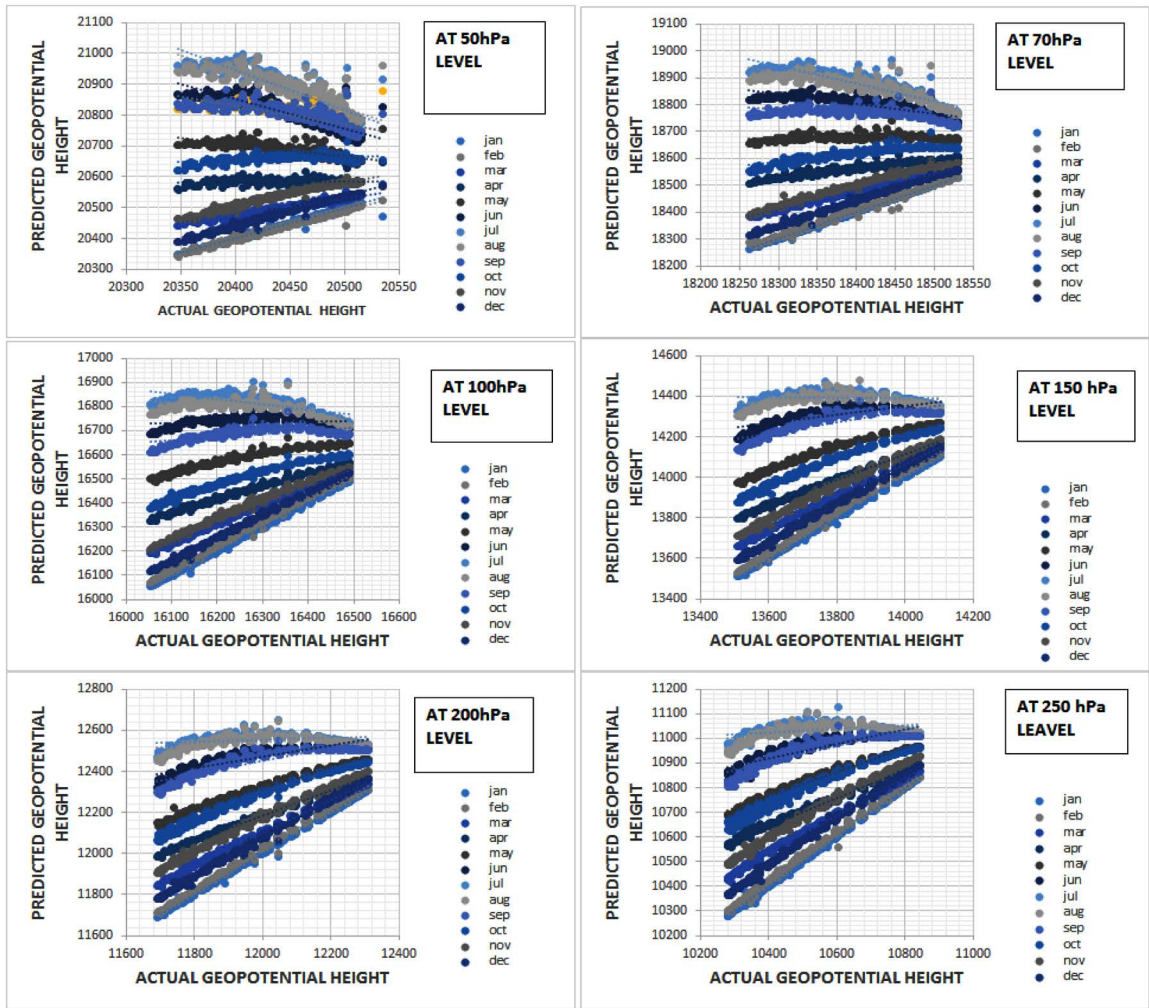 AT 50hPa
LEVEL
PREDICTED GEOPOTENTIAL
HEIGHT
21100
21000
20900
20800
20700
20600
20500
20400
20300
20300
20350
20400
20450
20500
20550
ACTUAL GEOPOTENTIAL HEIGHT
jan
feb
mar
apr
may
jun
jul
aug
sep
oct
nov
dec
AT 70hPa
LEVEL
PREDICTED GEOPOTENTIAL
HEIGHT
19100
19000
18900
18800
18700
18600
18500
18400
18300
18200
18200
18250
18300
18350
18400
18450
18500
18550
ACTUAL GEOPOTENTIAL HEIGHT
jan
feb
mar
apr
may
jun
jul
aug
sep
oct
nov
dec
AT 100hPa
LEVEL
PREDICTED GEOPOTENTIAL
HEIGHT
17000
16900
16800
16700
16600
16500
16400
16300
16200
16100
16000
16000
16100
16200
16300
16400
16500
16600
ACTUAL GEOPOTENTIAL HEIGHT
jan
feb
mar
apr
may
jun
jul
aug
sep
oct
nov
dec
AT 150 hPa
LEVEL
PREDICTED GEOPOTENTIAL
HEIGHT
14600
14400
14200
14000
13800
13600
13400
13400
13600
13800
14000
14200
ACTUAL GEOPOTENTIAL HEIGHT
jan
feb
mar
apr
may
jun
jul
aug
sep
oct
nov
dec
AT 200hPa
LEVEL
PREDICTED GEOPOTENTIAL
HEIGHT
12800
12600
12400
12200
12000
11800
11600
11600
11800
12000
12200
12400
ACTUAL GEOPOTENTIAL HEIGHT
jan
feb
mar
apr
may
jun
jul
aug
sep
oct
nov
dec
AT 250 hPa
LEAVEL
PREDICTED GEOPOTENTIAL
HEIGHT
11200
11100
11000
10900
10800
10700
10600
10500
10400
10300
10200
10200
10400
10600
10800
11000
ACTUAL GEOPOTENTIAL HEIGHT
jan
feb
mar
apr
may
jun
jul
aug
sep
oct
nov
dec